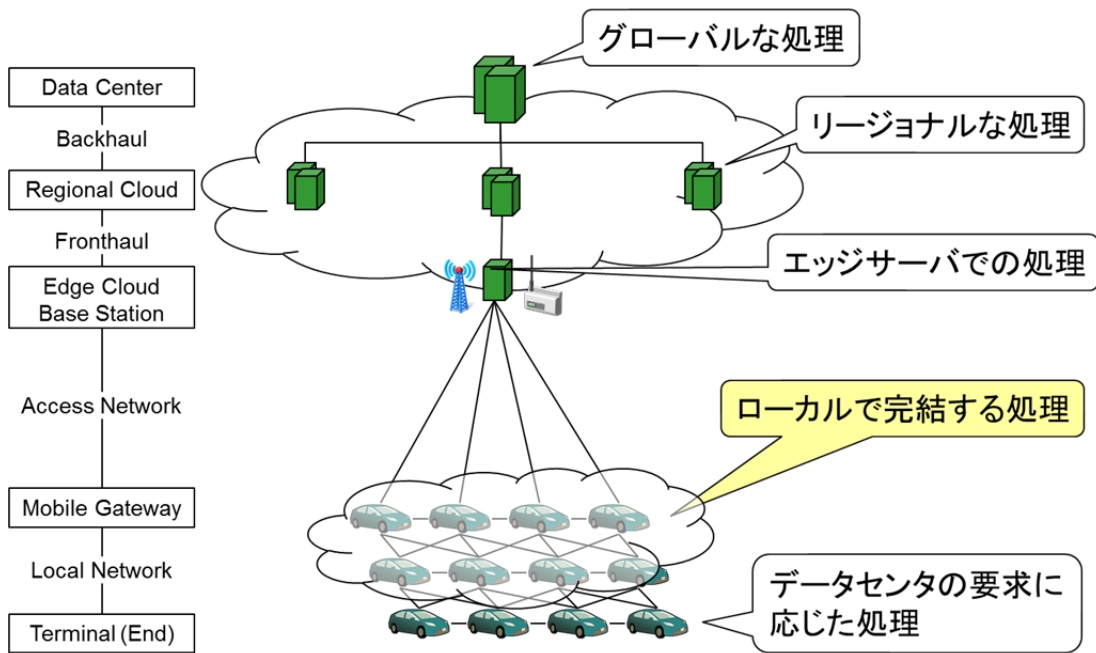 グローバルな処理
Data Center
Backhaul
リージョナルな処理
Regional Cloud
Fronthaul
エッジサーバでの処理
Edge Cloud
Base Station
Access Network
ローカルで完結する処理
Mobile Gateway
Local Network
データセンタの要求に
応じた処理
Terminal (End)